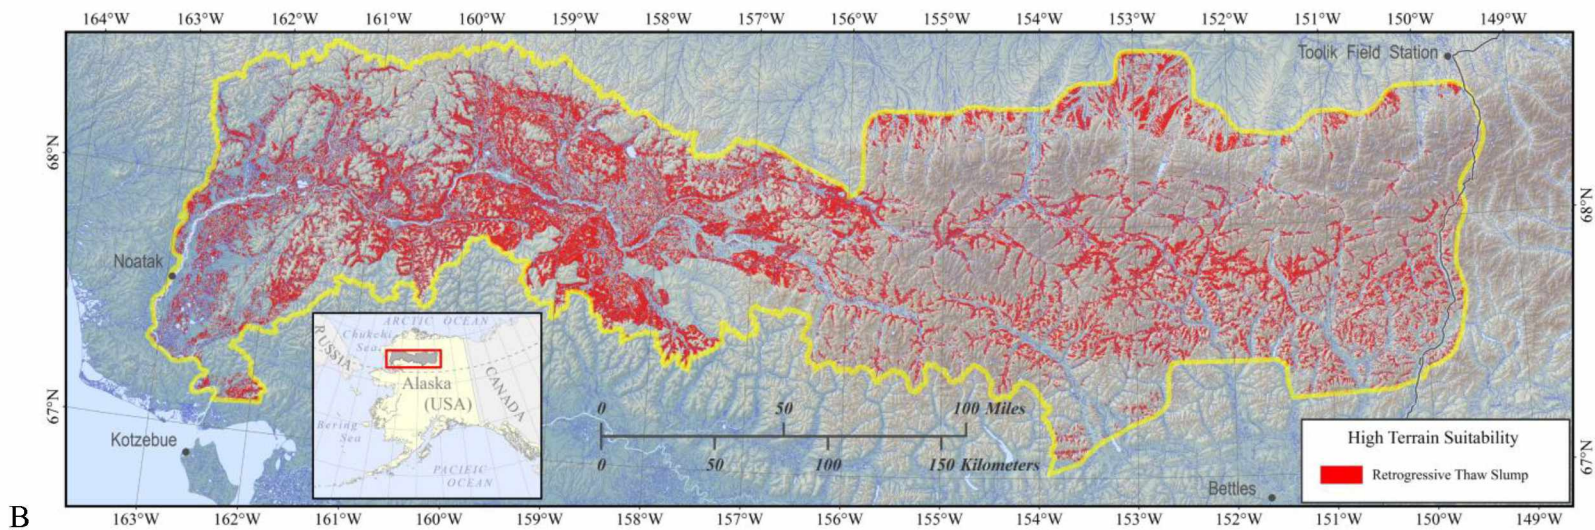 164°W 163°W 162°W 161°W 160°W 159°W 158°W 157°W 156°W 155°W 154°W 153°W 152°W 151°W 150°W 149°W
Toolik Field Station
68°N
68°N
Noatak
ARCTIC OCEAN
Chukchi
Sea
RUSSIA
Alaska
(USA)
CANADA
Bering
Sea
PACIFIC
OCEAN
67°N
Kotzebue
0 50 100 Miles
0 50 100 150 Kilometers
High Terrain Suitability
Retrogressive Thaw Slump
67°N
Bettles
B
163°W 162°W 161°W 160°W 159°W 158°W 157°W 156°W 155°W 154°W 153°W 152°W 151°W 150°W 149°W